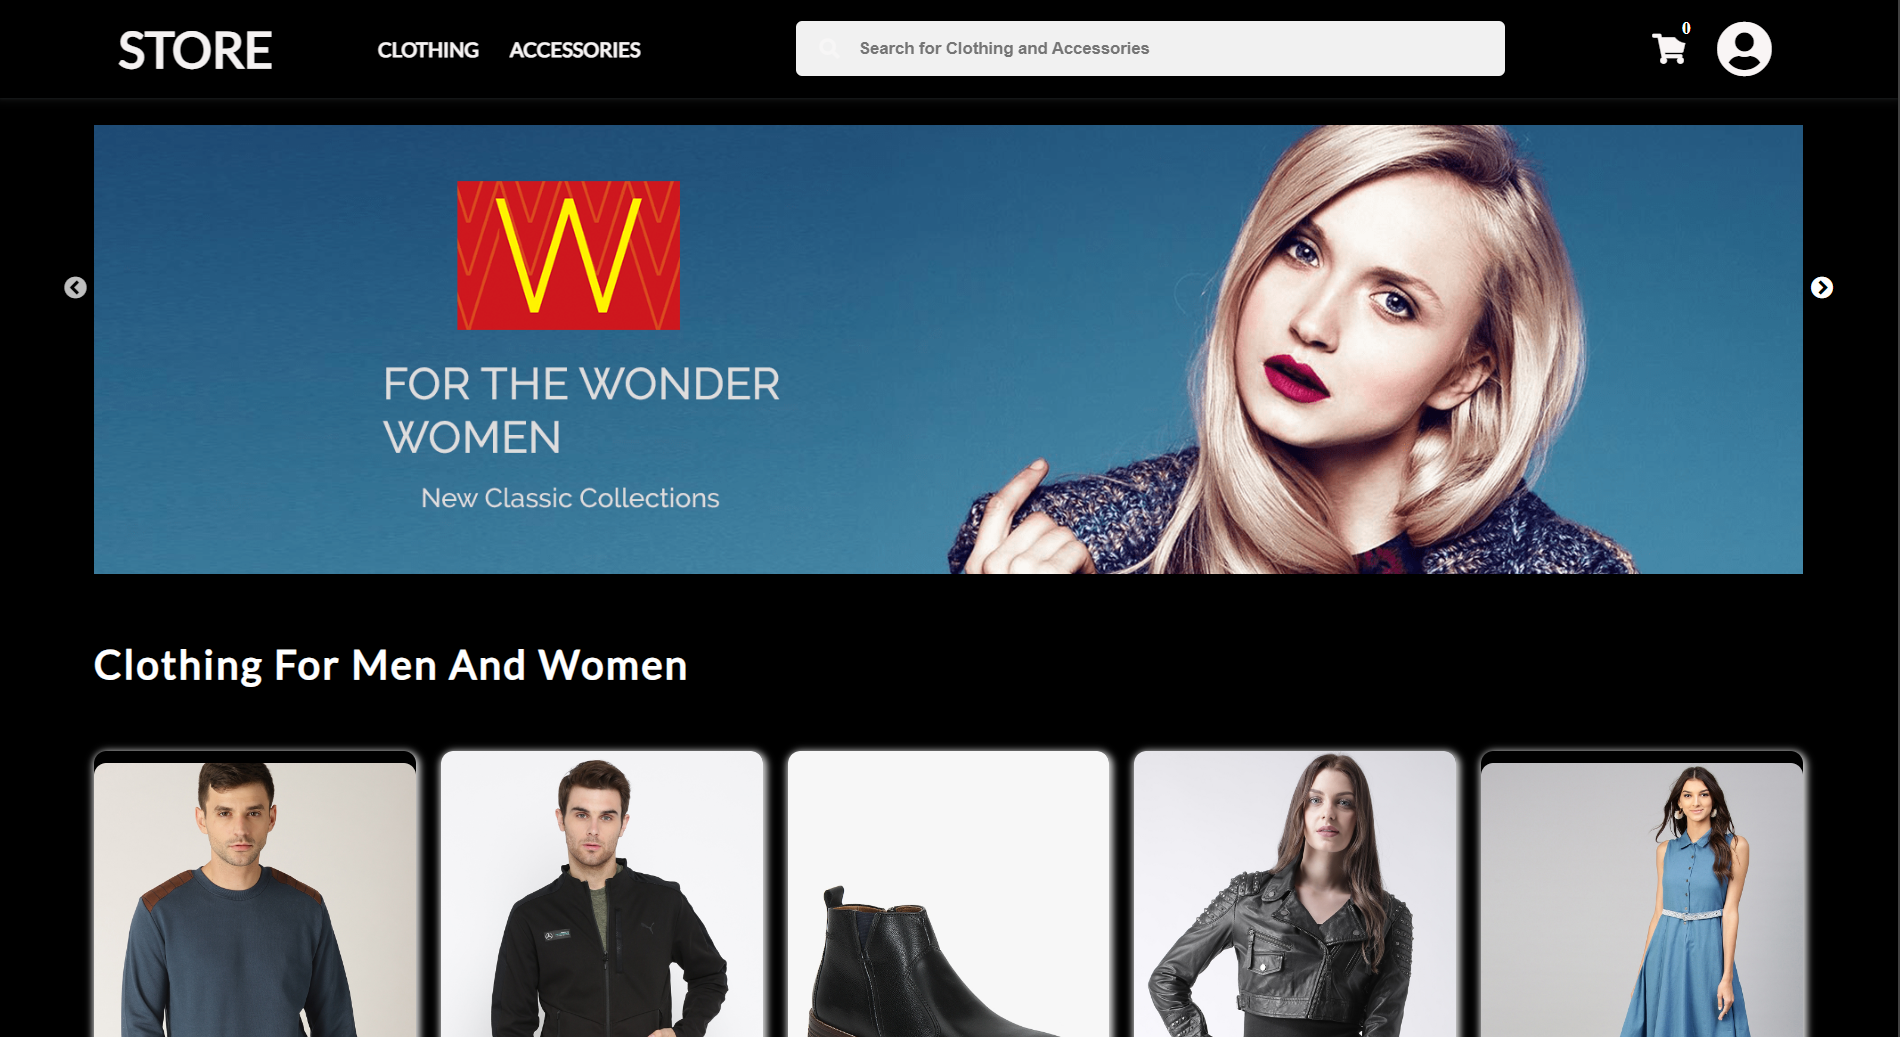 STORE
CLOTHING ACCESSORIES
Search for Clothing and Accessories
0
W
FOR THE WONDER
WOMEN
New Classic Collections
Clothing For Men And Women